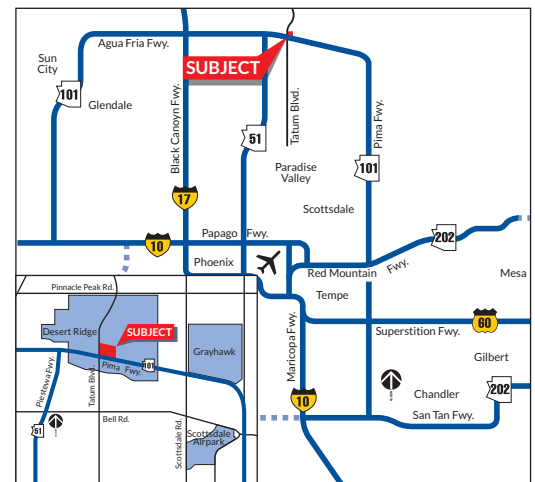 Agua Fria Fwy.
Sun
City
101
Glendale
Black Canoyn Fwy.
SUBJECT
51
Tatum Blvd.
Pima Fwy.
Paradise
Valley
101
17
Scottsdale
Papago Fwy.
202
10
Phoenix
Red Mountain Fwy.
Mesa
Tempe
Maricopa Fwy.
Superstition Fwy.
60
Gilbert
Chandler
202
10
San Tan Fwy.
Pinnacle Peak Rd.
Desert Ridge
SUBJECT
Grayhawk
Pima Fwy.
101
Piestewa Fwy.
Tatum Blvd.
Bell Rd.
51
Scottsdale Rd.
Scottsdale
Airpark